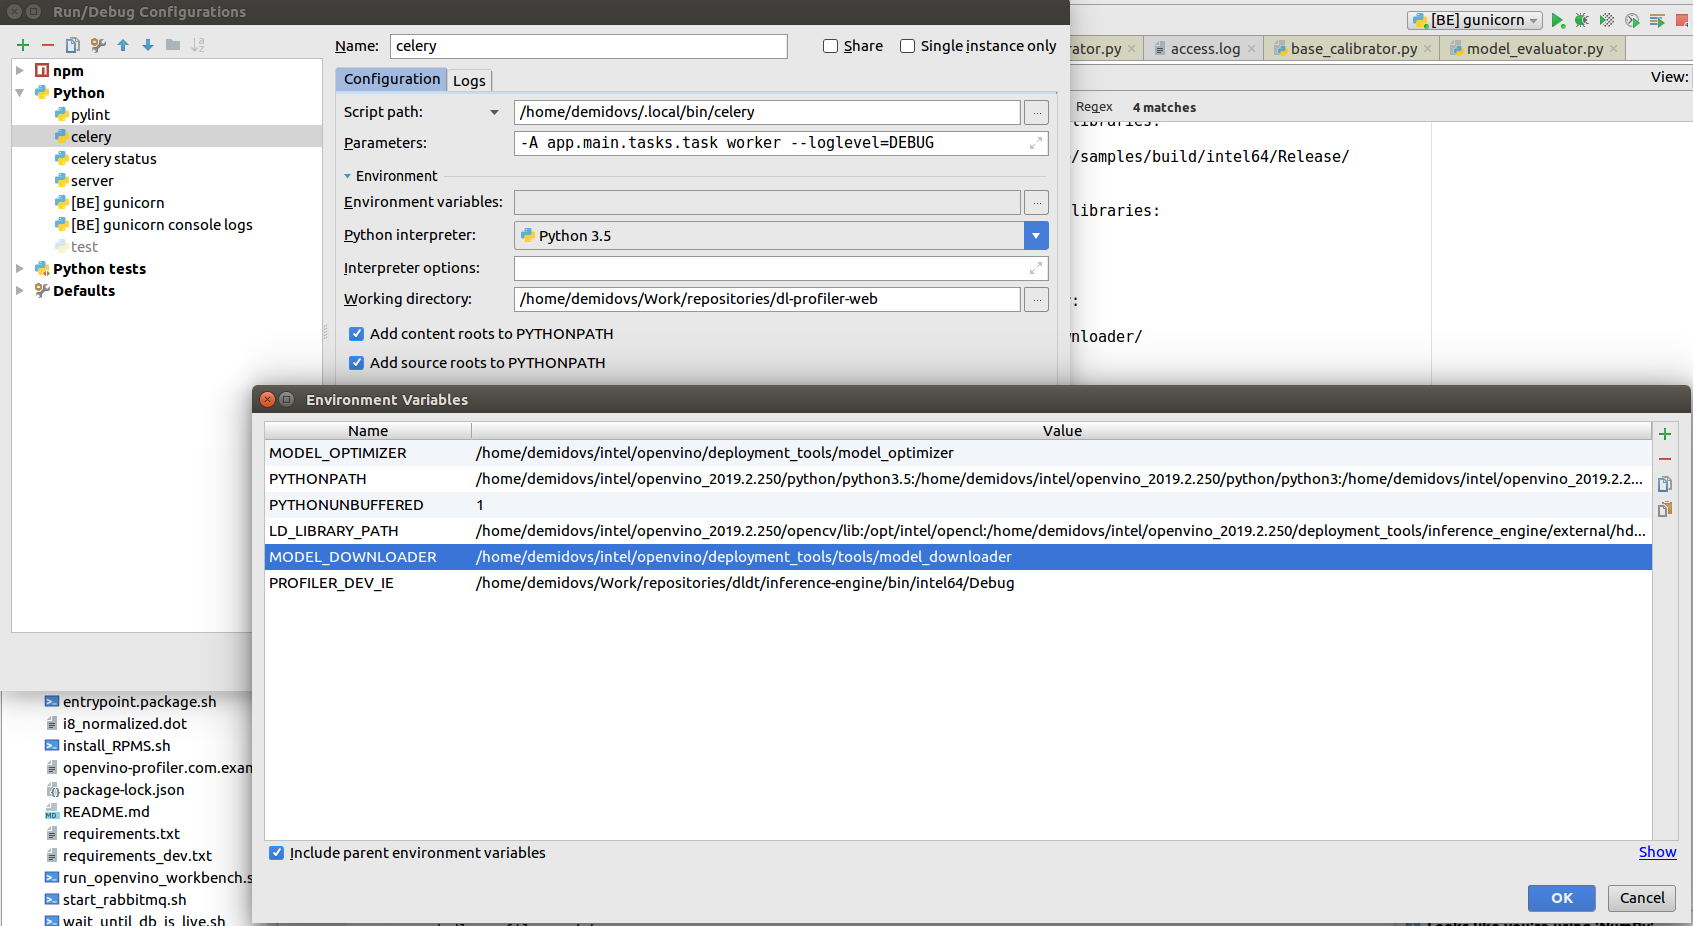 Run/Debug Configurations
Name: celery
Share
Single instance only
npm
Python
pylint
celery
celery status
server
[BE] gunicorn
[BE] gunicorn console logs
test
Python tests
Defaults
Configuration Logs
Script path: /home/demidovs/.local/bin/celery ...
Parameters: -A app.main.tasks.task worker --loglevel=DEBUG
Environment
Environment variables: ...
Python interpreter: Python 3.5
Interpreter options:
Working directory: /home/demidovs/Work/repositories/dl-profiler-web ...
Add content roots to PYTHONPATH
Add source roots to PYTHONPATH
[BE] gunicorn
rator.py access.log base_calibrator.py model_evaluator.py
View:
Regex 4 matches
libraries:
/samples/build/intel64/Release/
libraries:
:
nloader/
Environment Variables
Name Value
MODEL_OPTIMIZER /home/demidovs/intel/openvino/deployment_tools/model_optimizer
PYTHONPATH /home/demidovs/intel/openvino_2019.2.250/python/python3.5:/home/demidovs/intel/openvino_2019.2.250/python/python3:/home/demidovs/intel/openvino_2019.2.2...
PYTHONUNBUFFERED 1
LD_LIBRARY_PATH /home/demidovs/intel/openvino_2019.2.250/opencv/lib:/opt/intel/opencl:/home/demidovs/intel/openvino_2019.2.250/deployment_tools/inference_engine/external/hd...
MODEL_DOWNLOADER /home/demidovs/intel/openvino/deployment_tools/tools/model_downloader
PROFILER_DEV_IE /home/demidovs/Work/repositories/dldt/inference-engine/bin/intel64/Debug
Include parent environment variables
Show
OK Cancel
entrypoint.package.sh
i8_normalized.dot
install_RPMS.sh
openvino-profiler.com.exam
package-lock.json
README.md
requirements.txt
requirements_dev.txt
run_openvino_workbench.s
start_rabbitmq.sh
wait_until_db_is_live.sh